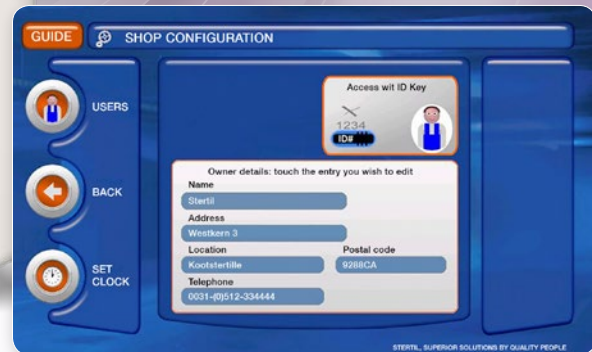 GUIDE
SHOP CONFIGURATION
USERS
BACK
SET
CLOCK
Access wit ID Key
1234
ID#
Owner details: touch the entry you wish to edit
Name
Stertil
Address
Westkern 3
Location Postal code
Kootstertille 9288CA
Telephone
0031-(0)512-334444
STERTIL, SUPERIOR SOLUTIONS BY QUALITY PEOPLE